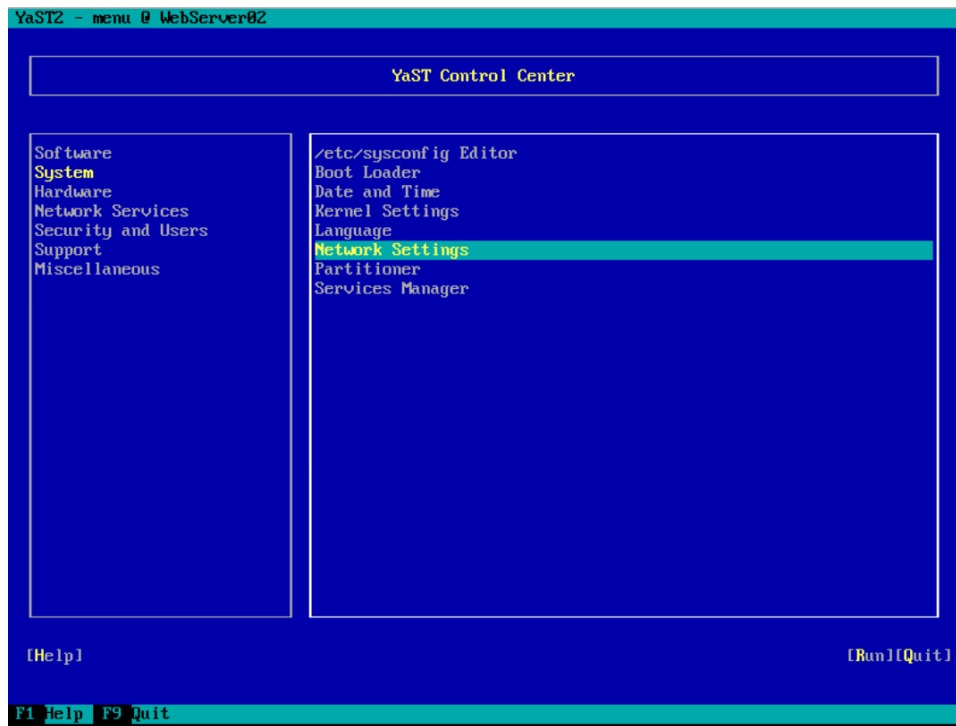 YaST2 - menu @ WebServer02
YaST Control Center
Software
System
Hardware
Network Services
Security and Users
Support
Miscellaneous
/etc/sysconfig Editor
Boot Loader
Date and Time
Kernel Settings
Language
Network Settings
Partitioner
Services Manager
[Help]
[Run][Quit]
F1 Help F9 Quit